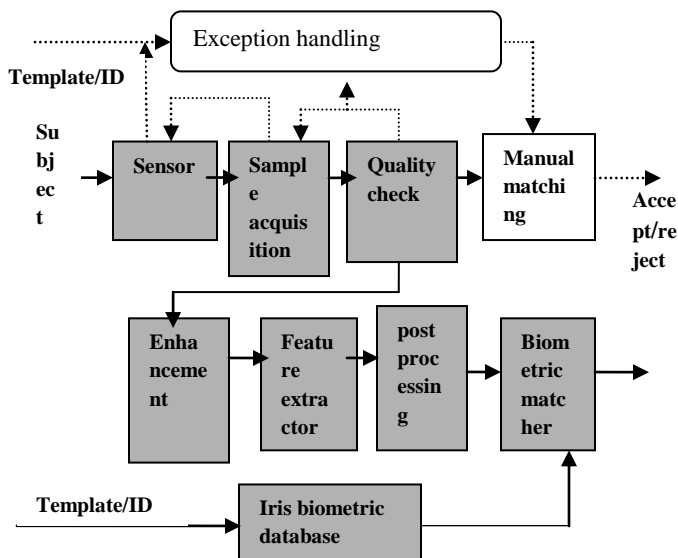 Exception handling
Template/ID
Su
bj
ec
t
Sensor
Sampl
e
acquis
ition
Quality
check
Manual
matchi
ng
Acce
pt/re
ject
Enha
nceme
nt
Featu
re
extra
ctor
post
proc
essin
g
Biom
etric
matc
her
Template/ID
Iris biometric
database